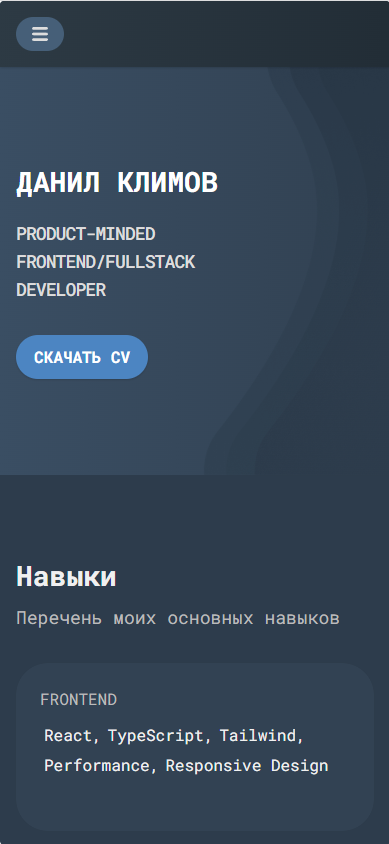 ДАНИЛ КЛИМОВ
PRODUCT-MINDED
FRONTEND/FULLSTACK
DEVELOPER
СКАЧАТЬ CV
Навыки
Перечень моих основных навыков
FRONTEND
React, TypeScript, Tailwind,
Performance, Responsive Design